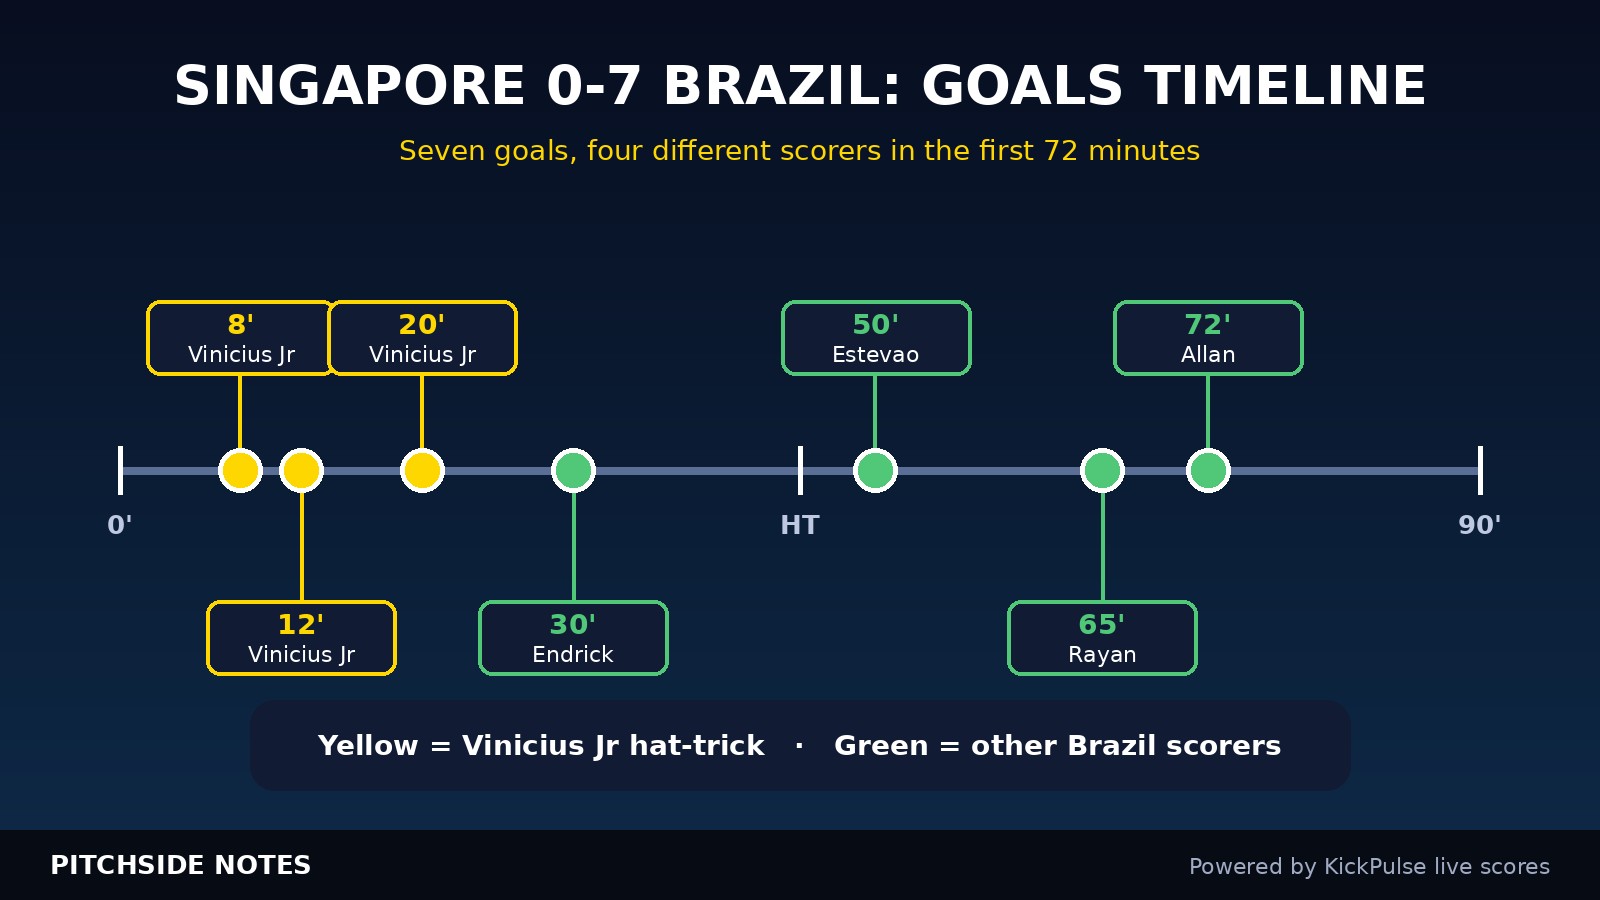 SINGAPORE 0-7 BRAZIL: GOALS TIMELINE
Seven goals, four different scorers in the first 72 minutes
8'
Vinicius Jr
20'
Vinicius Jr
50'
Estevao
72'
Allan
0'
HT
90'
12'
Vinicius Jr
30'
Endrick
65'
Rayan
Yellow = Vinicius Jr hat-trick · Green = other Brazil scorers
PITCHSIDE NOTES
Powered by KickPulse live scores